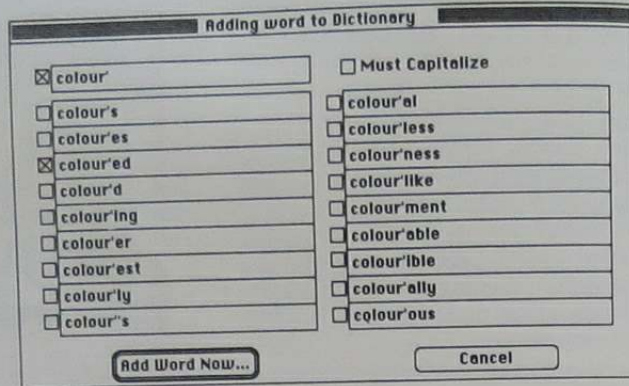 Adding word to Dictionary
colour'
Must Capitalize
colour's
colour'es
colour'ed
colour'd
colour'ing
colour'er
colour'est
colour'ly
colour''s
colour'al
colour'less
colour'ness
colour'like
colour'ment
colour'able
colour'ible
colour'ally
colour'ous
Add Word Now...
Cancel